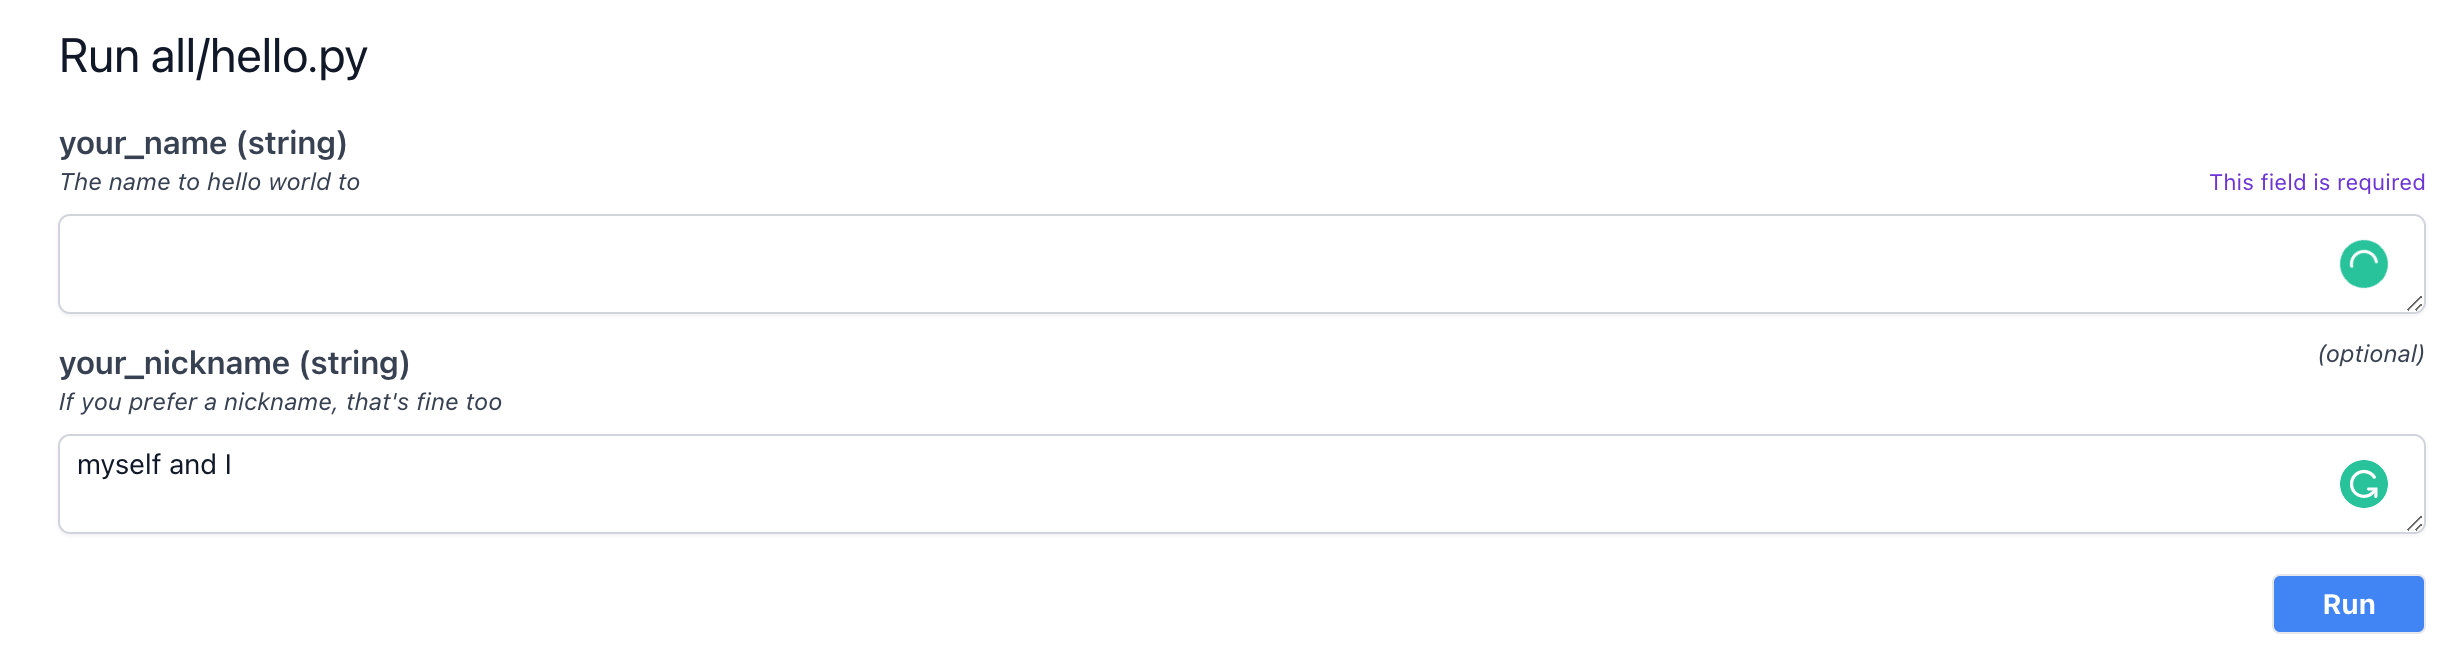 Run all/hello.py
your_name (string)
The name to hello world to
This field is required
your_nickname (string)
(optional)
If you prefer a nickname, that's fine too
myself and I
Run